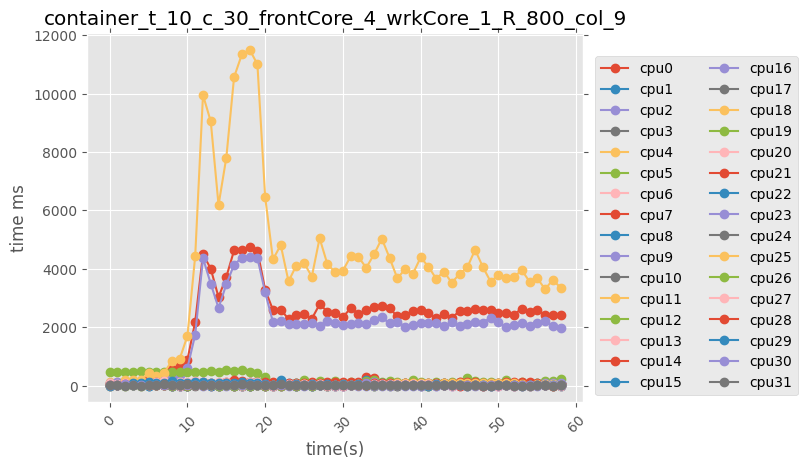 container_t_10_c_30_frontCore_4_wrkCore_1_R_800_col_9
12000
10000
8000
6000
4000
2000
0
time ms
0
10
20
30
40
50
60
time(s)
cpu0
cpu1
cpu2
cpu3
cpu4
cpu5
cpu6
cpu7
cpu8
cpu9
cpu10
cpu11
cpu12
cpu13
cpu14
cpu15
cpu16
cpu17
cpu18
cpu19
cpu20
cpu21
cpu22
cpu23
cpu24
cpu25
cpu26
cpu27
cpu28
cpu29
cpu30
cpu31